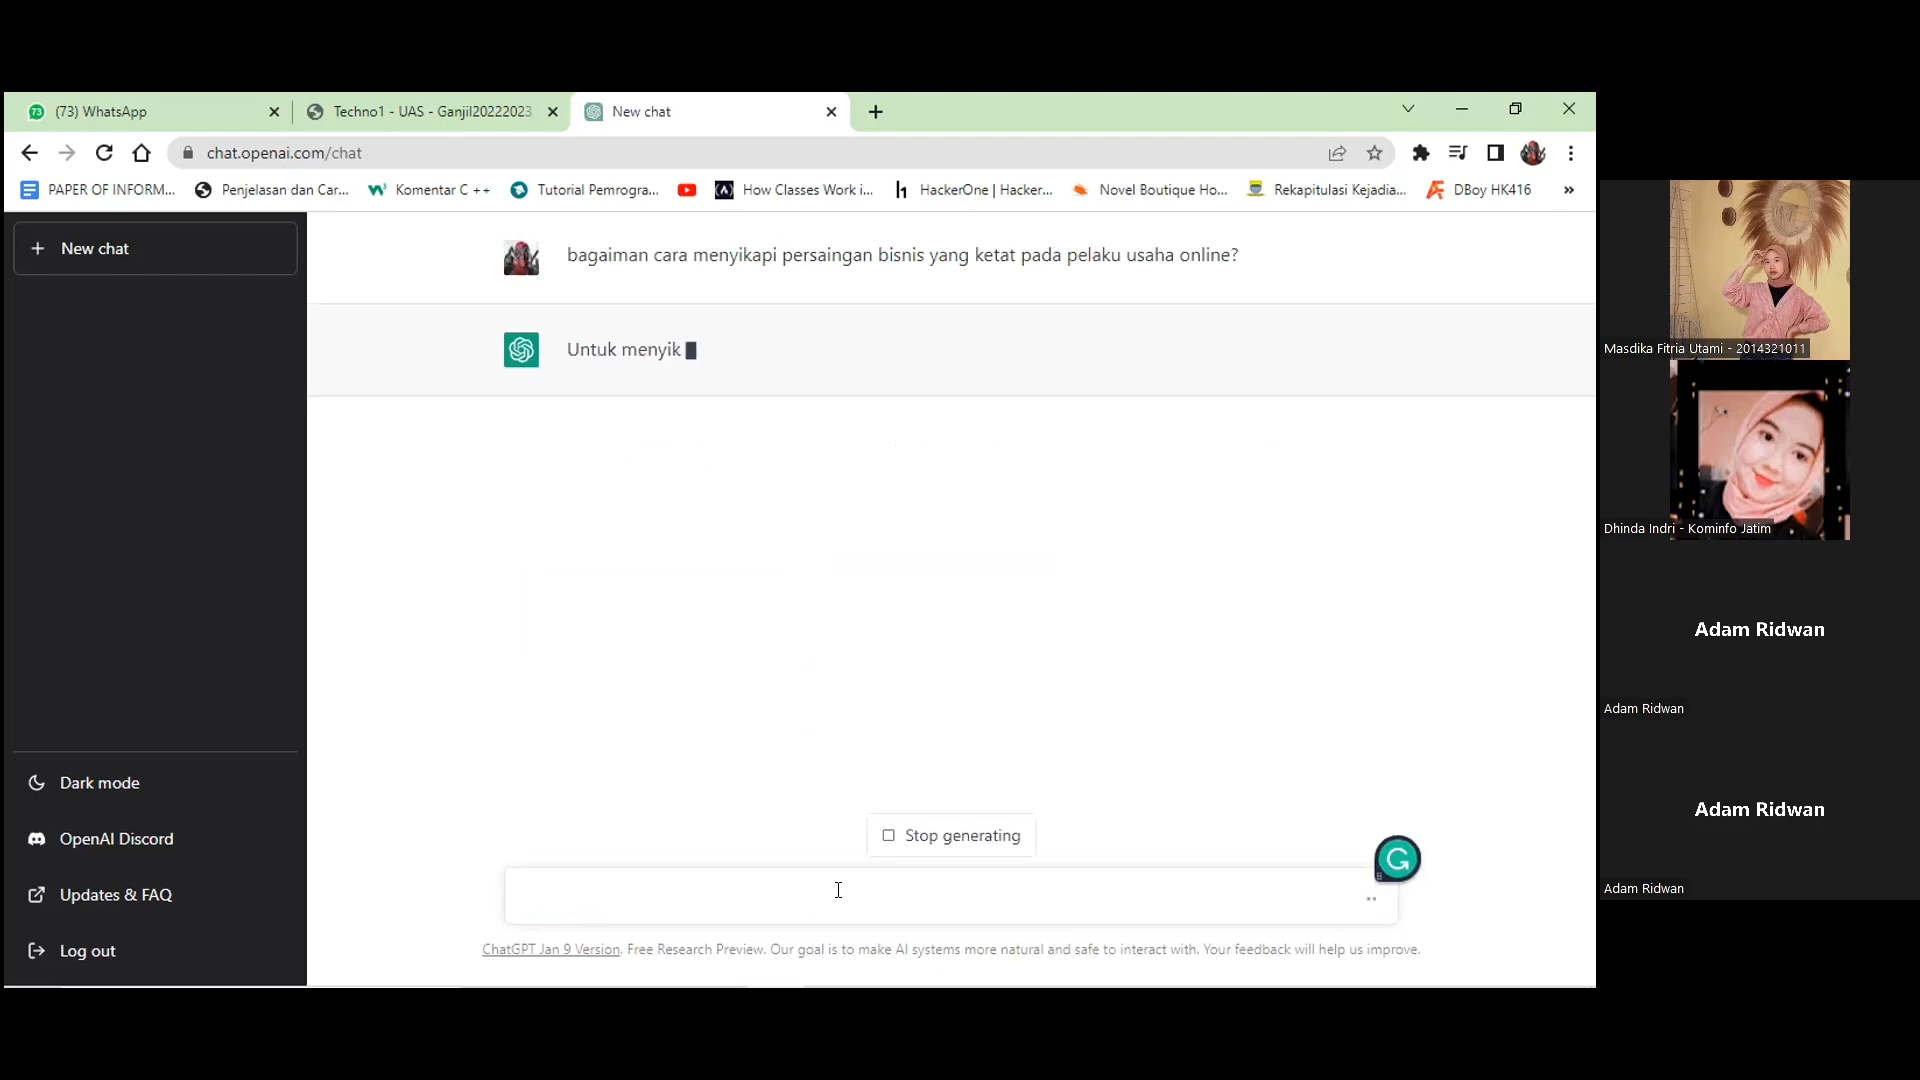 (73) WhatsApp
Techno1 - UAS - Ganjil20222023
New chat
chat.openai.com/chat
PAPER OF INFORM...
Penjelasan dan Car...
Komentar C ++
Tutorial Pemrogra...
How Classes Work i...
HackerOne | Hacker...
Novel Boutique Ho...
Rekapitulasi Kejadia...
DBoy HK416
»
New chat
bagaiman cara menyikapi persaingan bisnis yang ketat pada pelaku usaha online?
Untuk menyik
Stop generating
Dark mode
OpenAI Discord
Updates & FAQ
Log out
ChatGPT Jan 9 Version. Free Research Preview. Our goal is to make AI systems more natural and safe to interact with. Your feedback will help us improve.
Masdika Fitria Utami - 2014321011
Dhinda Indri - Kominfo Jatim
Adam Ridwan
Adam Ridwan
Adam Ridwan
Adam Ridwan